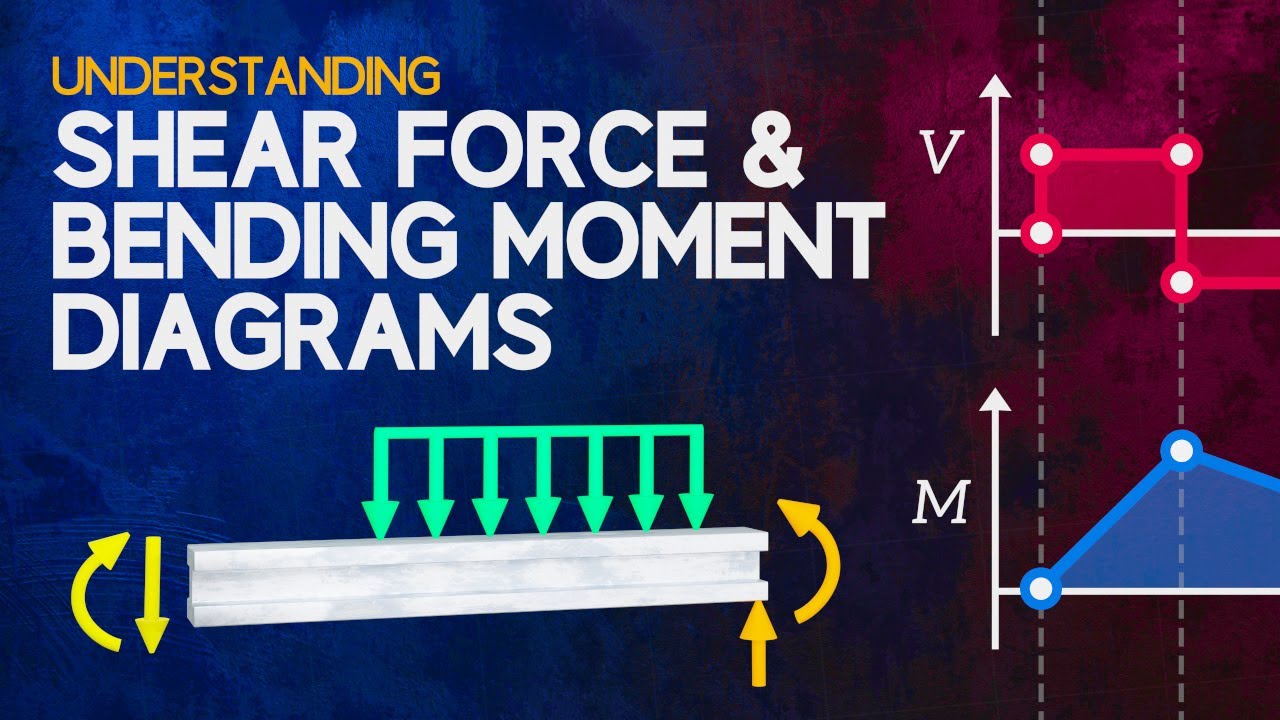 UNDERSTANDING
SHEAR FORCE &
BENDING MOMENT
DIAGRAMS
V
M